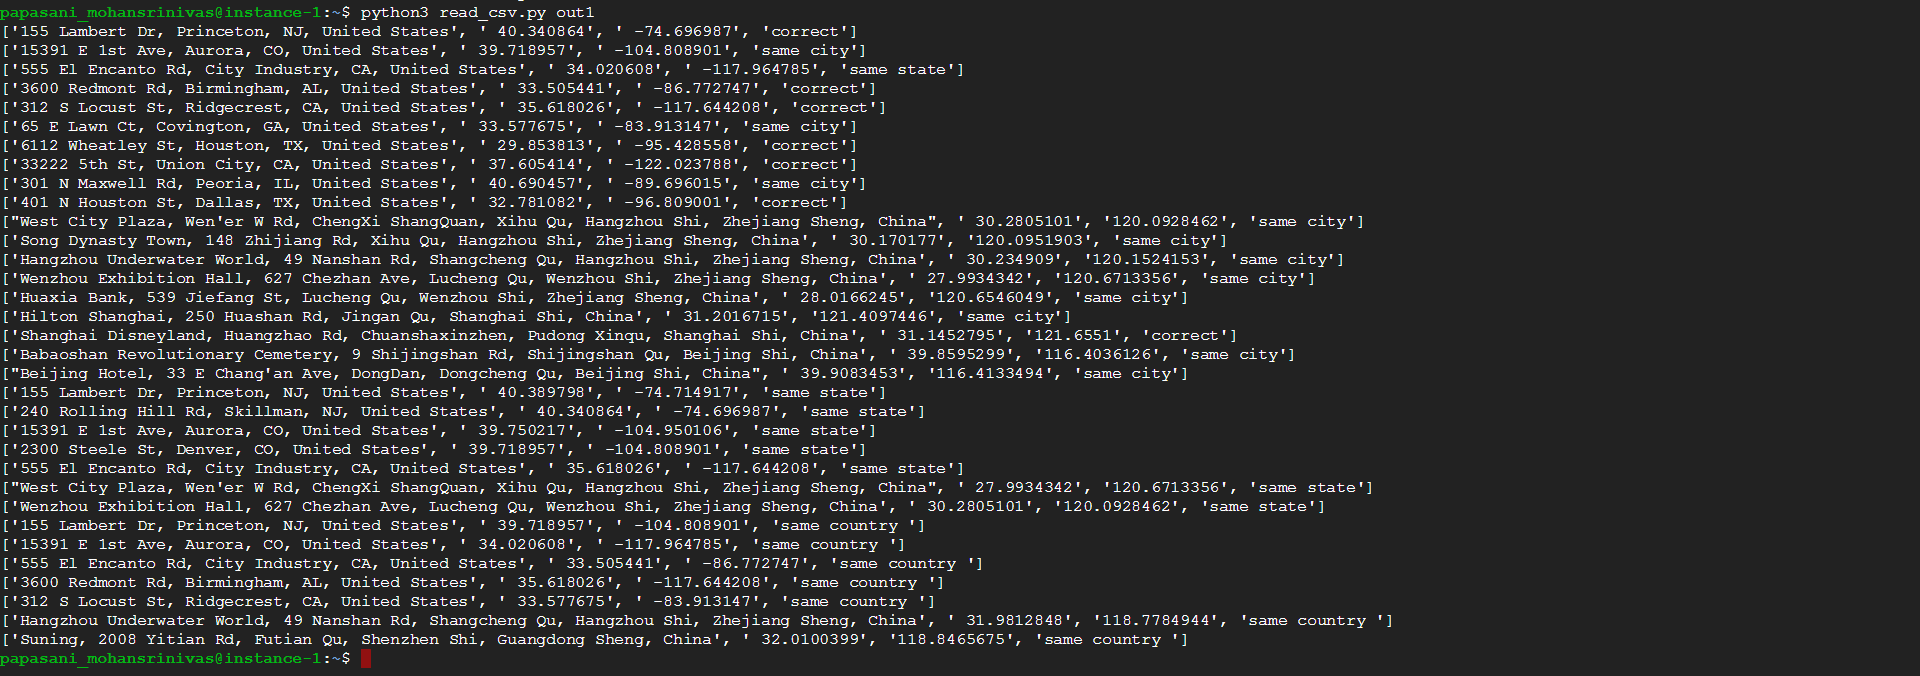 papasani_mohansrinivas@instance-1:~$ python3 read_csv.py out1
['155 Lambert Dr, Princeton, NJ, United States', ' 40.340864', ' -74.696987', 'correct']
['15391 E 1st Ave, Aurora, CO, United States', ' 39.718957', ' -104.808901', 'same city']
['555 El Encanto Rd, City Industry, CA, United States', ' 34.020608', ' -117.964785', 'same state']
['3600 Redmont Rd, Birmingham, AL, United States', ' 33.505441', ' -86.772747', 'correct']
['312 S Locust St, Ridgecrest, CA, United States', ' 35.618026', ' -117.644208', 'correct']
['65 E Lawn Ct, Covington, GA, United States', ' 33.577675', ' -83.913147', 'same city']
['6112 Wheatley St, Houston, TX, United States', ' 29.853813', ' -95.428558', 'correct']
['33222 5th St, Union City, CA, United States', ' 37.605414', ' -122.023788', 'correct']
['301 N Maxwell Rd, Peoria, IL, United States', ' 40.690457', ' -89.696015', 'same city']
['401 N Houston St, Dallas, TX, United States', ' 32.781082', ' -96.809001', 'correct']
["West City Plaza, Wen'er W Rd, ChengXi ShangQuan, Xihu Qu, Hangzhou Shi, Zhejiang Sheng, China", ' 30.2805101', '120.0928462', 'same city']
['Song Dynasty Town, 148 Zhijiang Rd, Xihu Qu, Hangzhou Shi, Zhejiang Sheng, China', ' 30.170177', '120.0951903', 'same city']
['Hangzhou Underwater World, 49 Nanshan Rd, Shangcheng Qu, Hangzhou Shi, Zhejiang Sheng, China', ' 30.234909', '120.1524153', 'same city']
['Wenzhou Exhibition Hall, 627 Chezhan Ave, Lucheng Qu, Wenzhou Shi, Zhejiang Sheng, China', ' 27.9934342', '120.6713356', 'same city']
['Huaxia Bank, 539 Jiefang St, Lucheng Qu, Wenzhou Shi, Zhejiang Sheng, China', ' 28.0166245', '120.6546049', 'same city']
['Hilton Shanghai, 250 Huashan Rd, Jingan Qu, Shanghai Shi, China', ' 31.2016715', '121.4097446', 'same city']
['Shanghai Disneyland, Huangzhao Rd, Chuanshaxinzhen, Pudong Xinqu, Shanghai Shi, China', ' 31.1452795', '121.6551', 'correct']
['Babaoshan Revolutionary Cemetery, 9 Shijingshan Rd, Shijingshan Qu, Beijing Shi, China', ' 39.8595299', '116.4036126', 'same city']
["Beijing Hotel, 33 E Chang'an Ave, DongDan, Dongcheng Qu, Beijing Shi, China", ' 39.9083453', '116.4133494', 'same city']
['155 Lambert Dr, Princeton, NJ, United States', ' 40.389798', ' -74.714917', 'same state']
['240 Rolling Hill Rd, Skillman, NJ, United States', ' 40.340864', ' -74.696987', 'same state']
['15391 E 1st Ave, Aurora, CO, United States', ' 39.750217', ' -104.950106', 'same state']
['2300 Steele St, Denver, CO, United States', ' 39.718957', ' -104.808901', 'same state']
['555 El Encanto Rd, City Industry, CA, United States', ' 35.618026', ' -117.644208', 'same state']
["West City Plaza, Wen'er W Rd, ChengXi ShangQuan, Xihu Qu, Hangzhou Shi, Zhejiang Sheng, China", ' 27.9934342', '120.6713356', 'same state']
['Wenzhou Exhibition Hall, 627 Chezhan Ave, Lucheng Qu, Wenzhou Shi, Zhejiang Sheng, China', ' 30.2805101', '120.0928462', 'same state']
['155 Lambert Dr, Princeton, NJ, United States', ' 39.718957', ' -104.808901', 'same country ']
['15391 E 1st Ave, Aurora, CO, United States', ' 34.020608', ' -117.964785', 'same country ']
['555 El Encanto Rd, City Industry, CA, United States', ' 33.505441', ' -86.772747', 'same country ']
['3600 Redmont Rd, Birmingham, AL, United States', ' 35.618026', ' -117.644208', 'same country ']
['312 S Locust St, Ridgecrest, CA, United States', ' 33.577675', ' -83.913147', 'same country ']
['Hangzhou Underwater World, 49 Nanshan Rd, Shangcheng Qu, Hangzhou Shi, Zhejiang Sheng, China', ' 31.9812848', '118.7784944', 'same country ']
['Suning, 2008 Yitian Rd, Futian Qu, Shenzhen Shi, Guangdong Sheng, China', ' 32.0100399', '118.8465675', 'same country ']
papasani_mohansrinivas@instance-1:~$